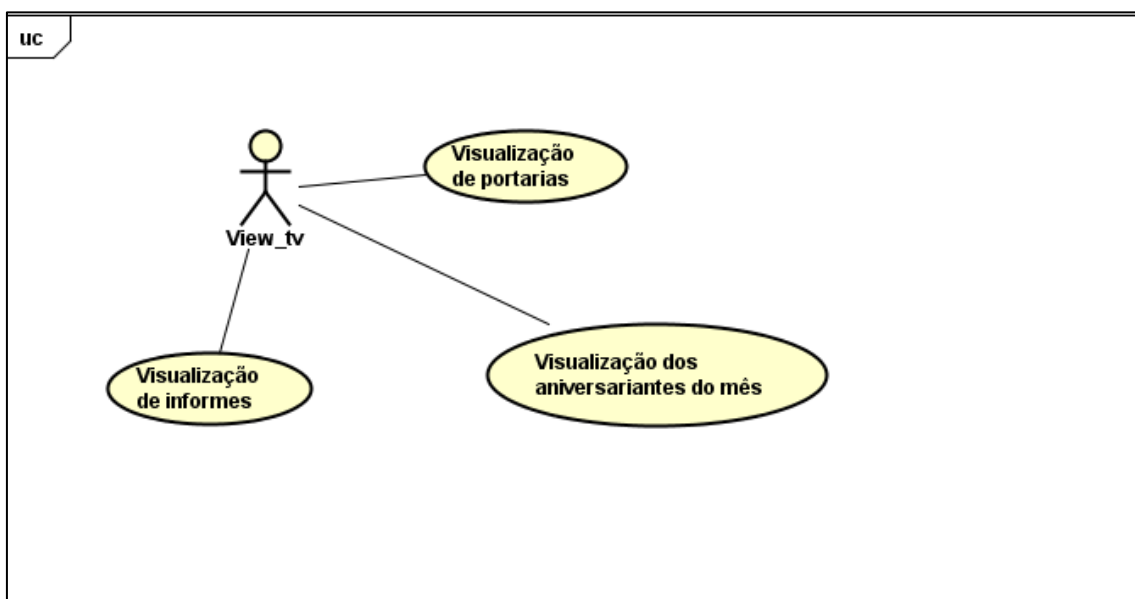 uc
Visualização
de portarias
View_tv
Visualização dos
aniversariantes do mês
Visualização
de informes